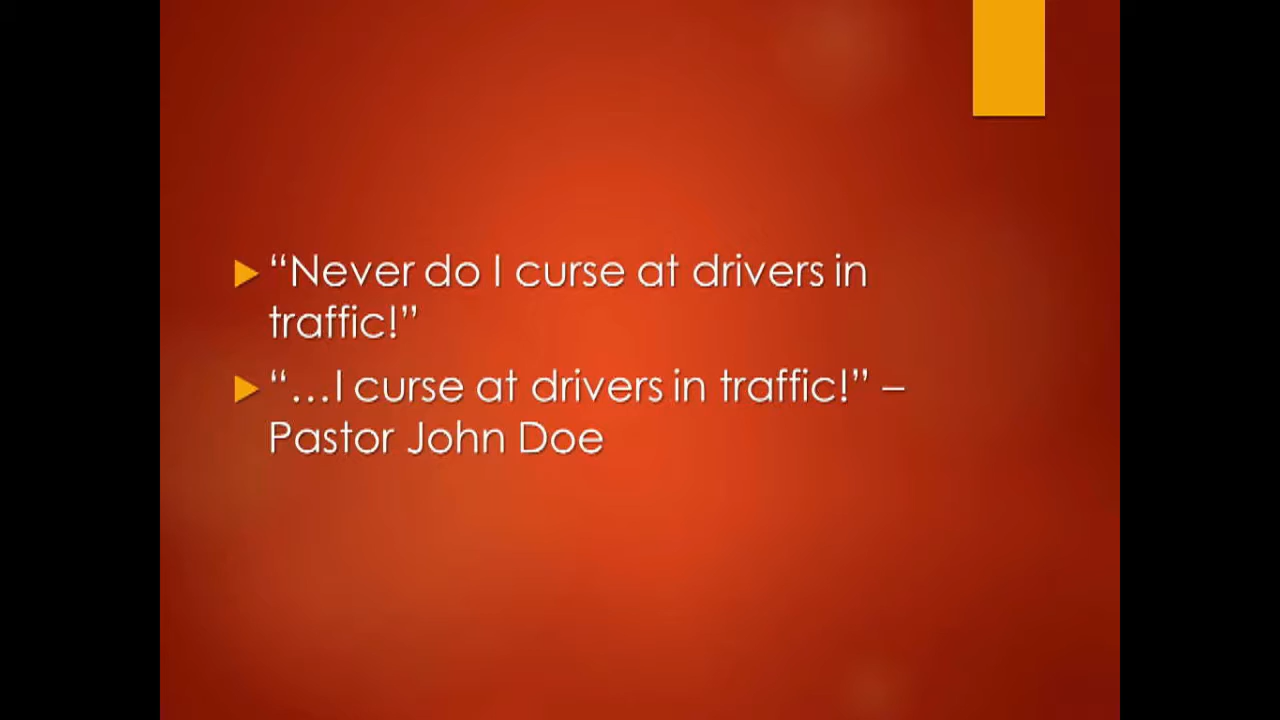 “Never do I curse at drivers in
traffic!”
“…I curse at drivers in traffic!” –
Pastor John Doe